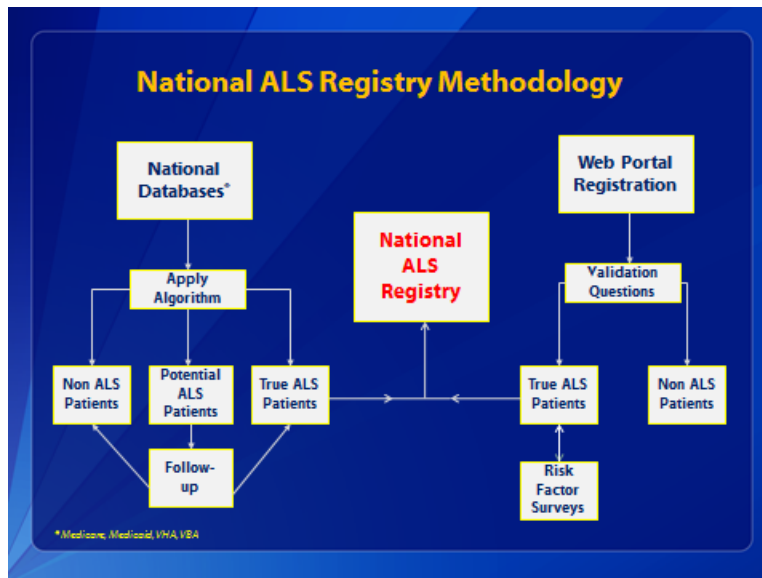 National ALS Registry Methodology
National
Databases*
Web Portal
Registration
National
ALS
Registry
Apply
Algorithm
Validation
Questions
Non ALS
Patients
Potential
ALS
Patients
True ALS
Patients
True ALS
Patients
Non ALS
Patients
Follow-
up
Risk
Factor
Surveys
* Medicare, Medicaid, VHA, VBA